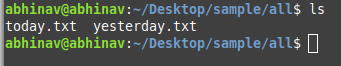 abhinav@abhinav:~/Desktop/sample/all$ ls
today.txt  yesterday.txt
abhinav@abhinav:~/Desktop/sample/all$